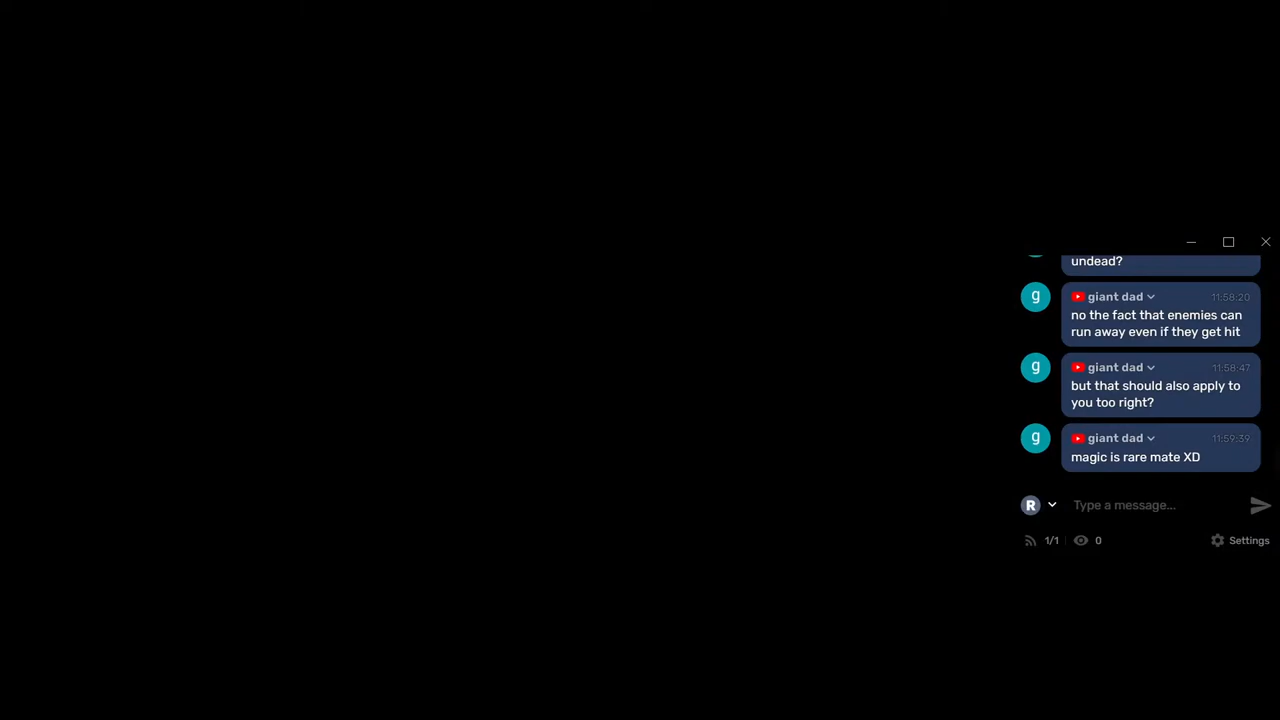 undead?
g
giant dad 11:58:20
no the fact that enemies can
run away even if they get hit
g
giant dad 11:58:47
but that should also apply to
you too right?
g
giant dad 11:59:39
magic is rare mate XD
R Type a message...
1/1 0 Settings